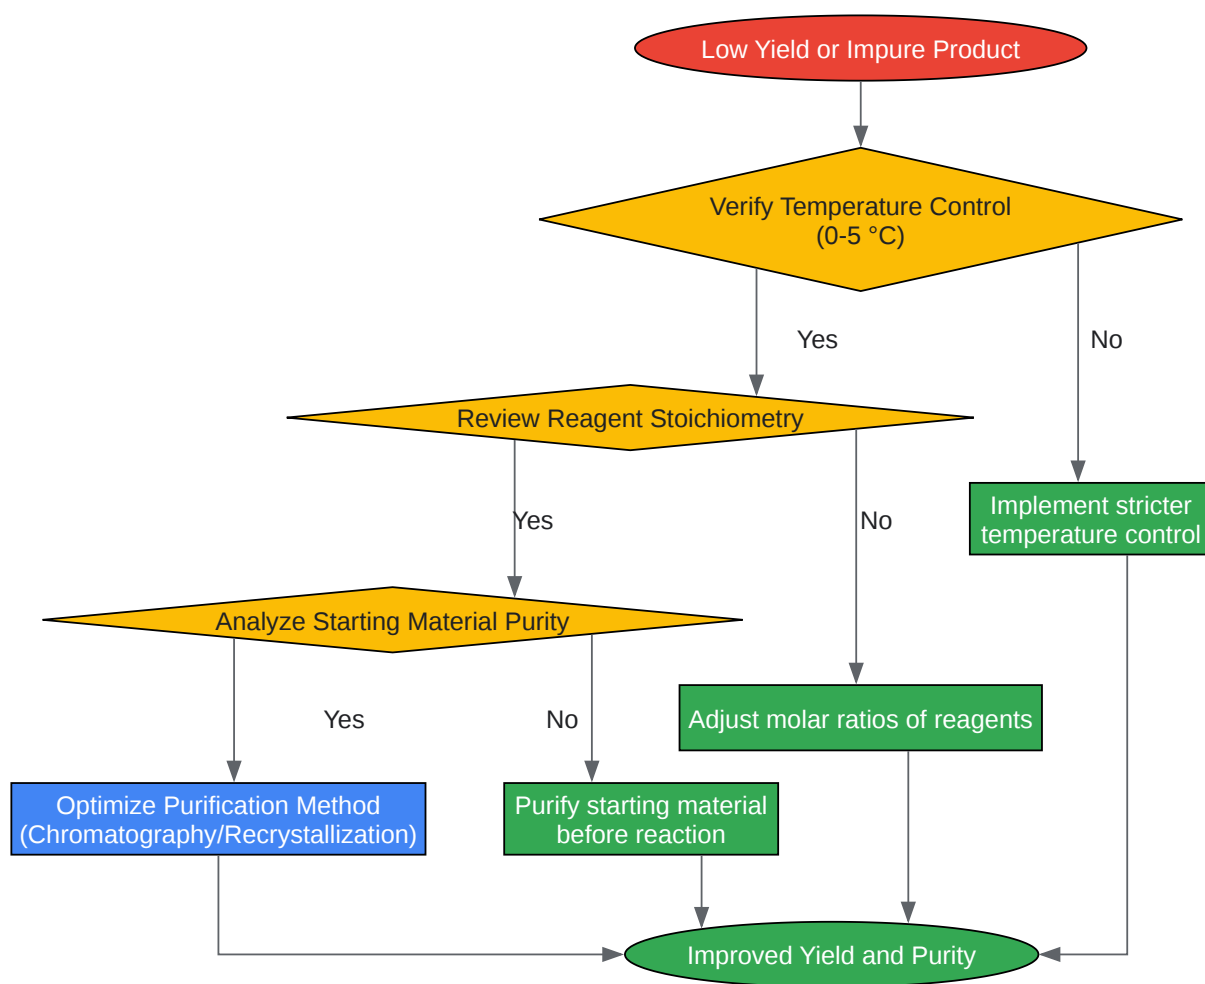 Low Yield or Impure Product
Verify Temperature Control
(0-5 °C)
Yes
No
Review Reagent Stoichiometry
Implement stricter
temperature control
Yes
No
Analyze Starting Material Purity
Yes
No
Adjust molar ratios of reagents
Optimize Purification Method
(Chromatography/Recrystallization)
Purify starting material
before reaction
Improved Yield and Purity